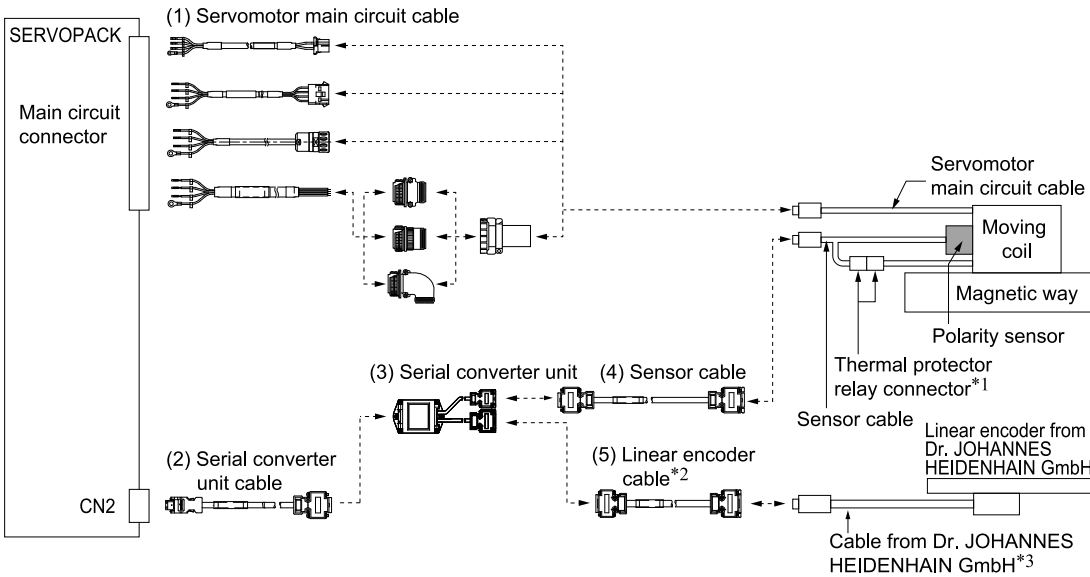 (1) Servomotor main circuit cable
SERVOPACK
Main circuit
connector
Servomotor
main circuit cable
Moving
coil
Magnetic way
Polarity sensor
Thermal protector
relay connector*1
Sensor cable
(3) Serial converter unit
(4) Sensor cable
(2) Serial converter
unit cable
(5) Linear encoder
cable*2
CN2
Linear encoder from
Dr. JOHANNES
HEIDENHAIN GmbH
Cable from Dr. JOHANNES
HEIDENHAIN GmbH*3